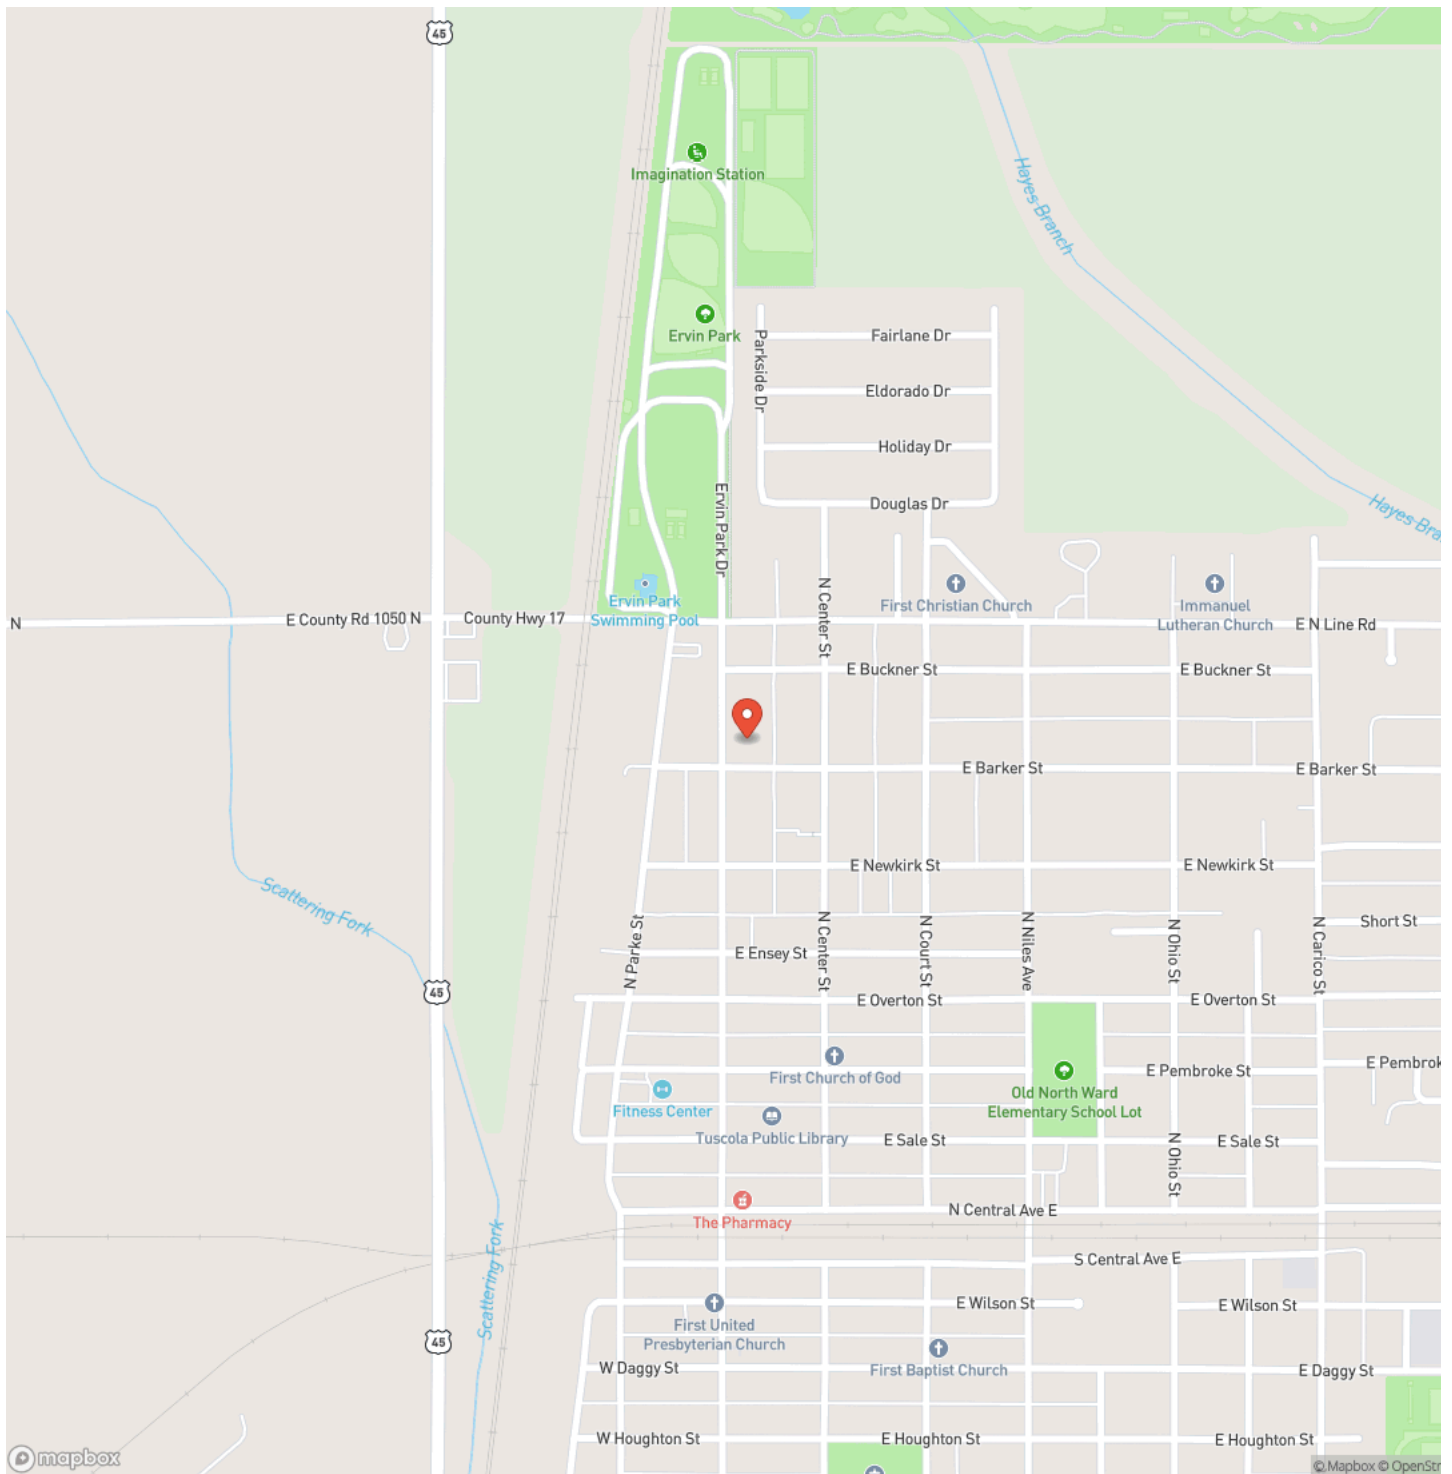 45
Imagination Station
Hayes Branch
Ervin Park
Parkside Dr
Fairlane Dr
Eldorado Dr
Holiday Dr
Douglas Dr
Hayes Bran
Ervin Park Dr
Ervin Park
Swimming Pool
N Center St
First Christian Church
Immanuel
Lutheran Church
N
E County Rd 1050 N
County Hwy 17
E N Line Rd
E Buckner St
E Buckner St
E Barker St
E Barker St
E Newkirk St
E Newkirk St
Scattering Fork
N Parke St
N Center St
N Court St
N Niles Ave
N Ohio St
N Carico St
Short St
E Ensey St
45
E Overton St
E Overton St
First Church of God
E Pembroke St
E Pembrok
Fitness Center
Old North Ward
Elementary School Lot
Tuscola Public Library
E Sale St
E Sale St
N Ohio St
The Pharmacy
N Central Ave E
Scattering Fork
S Central Ave E
E Wilson St
E Wilson St
First United
Presbyterian Church
45
W Daggy St
First Baptist Church
E Daggy St
W Houghton St
E Houghton St
E Houghton St
mapbox
© Mapbox © OpenStr